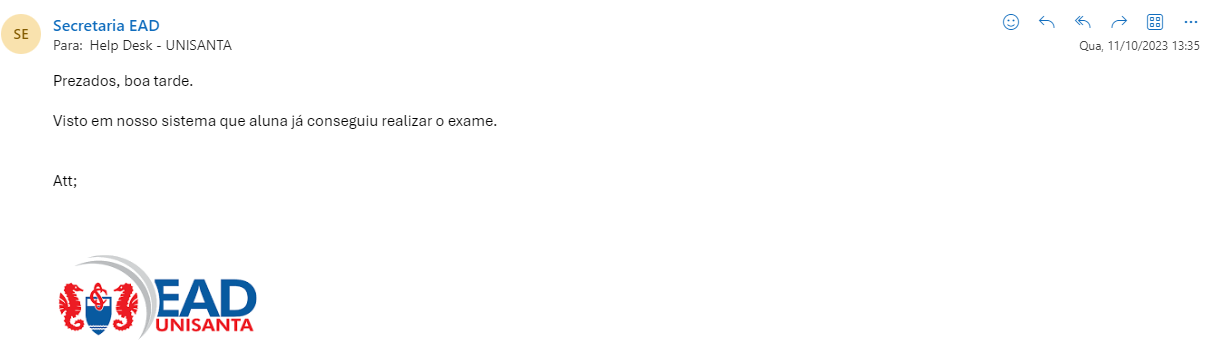 SE
Secretaria EAD
Para: Help Desk - UNISANTA
Qua, 11/10/2023 13:35
Prezados, boa tarde.
Visto em nosso sistema que aluna já conseguiu realizar o exame.
Att;
EAD
UNISANTA